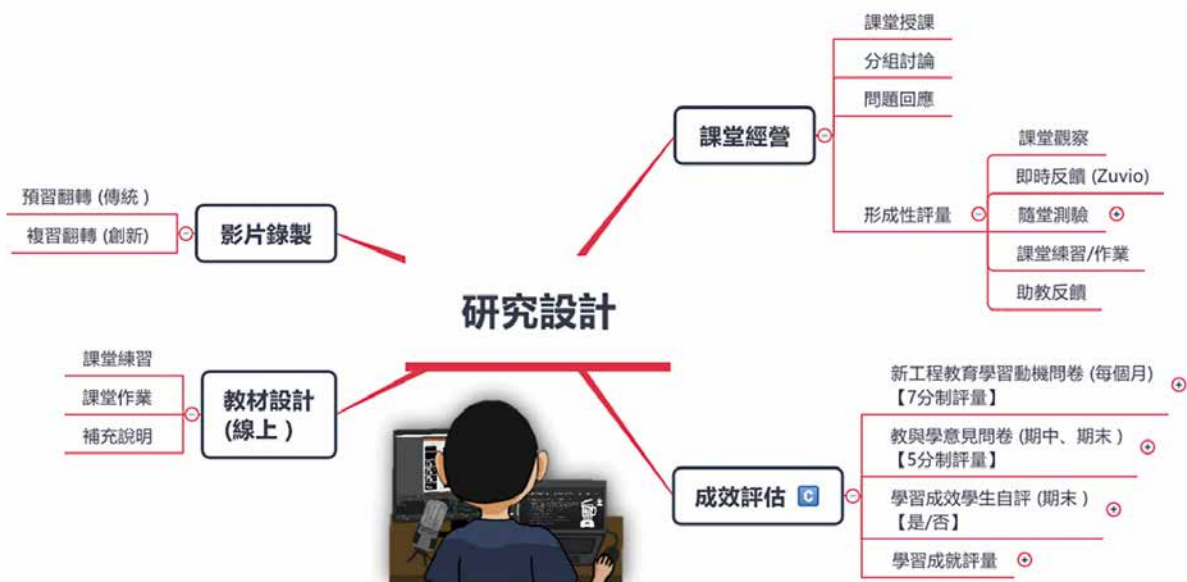 研究設計
影片錄製
預習翻轉 (傳統 )
複習翻轉 (創新)
教材設計
(線上 )
課堂練習
課堂作業
補充說明
課堂經營
課堂授課
分組討論
問題回應
形成性評量
課堂觀察
即時反饋 (Zuvio)
隨堂測驗
課堂練習/作業
助教反饋
成效評估 C
新工程教育學習動機問卷 (每個月)
【7分制評量】
教與學意見問卷 (期中、期末 )
【5分制評量】
學習成效學生自評 (期末 )
【是/否】
學習成就評量